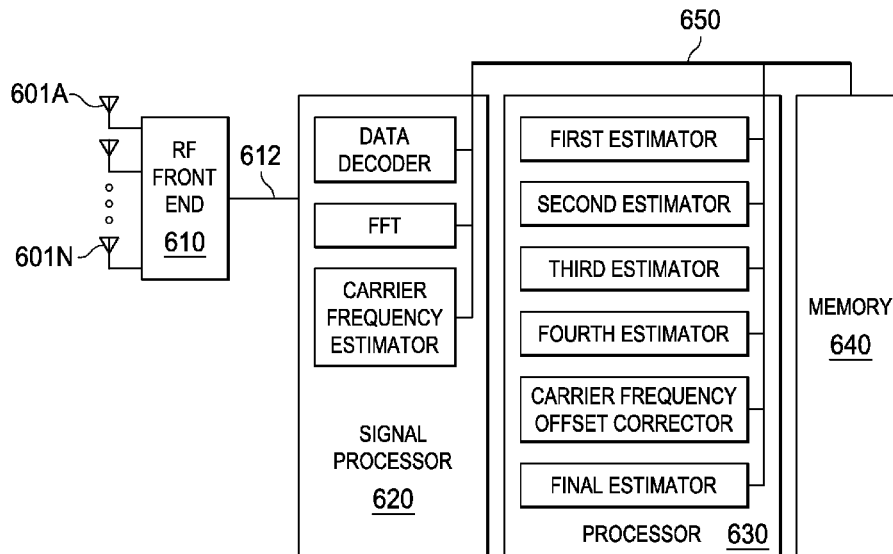 650
601A
RF
FRONT
END
610
601N
612
DATA
DECODER
FFT
CARRIER
FREQUENCY
ESTIMATOR
SIGNAL
PROCESSOR
620
FIRST ESTIMATOR
SECOND ESTIMATOR
THIRD ESTIMATOR
FOURTH ESTIMATOR
CARRIER FREQUENCY
OFFSET CORRECTOR
FINAL ESTIMATOR
PROCESSOR 630
MEMORY
640